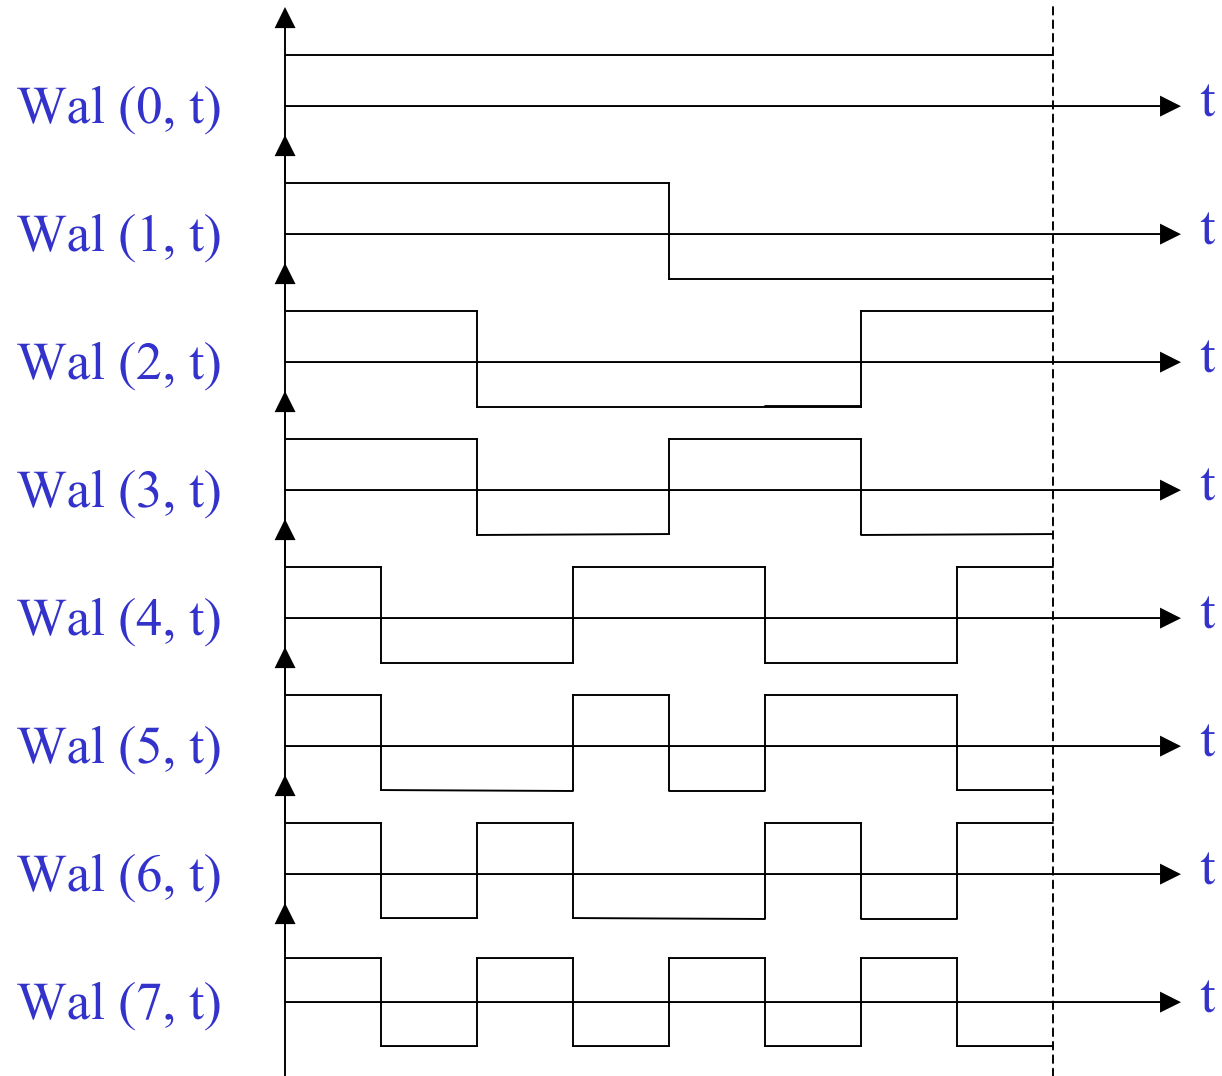 Wal (0, t) t
Wal (1, t) t
Wal (2, t) t
Wal (3, t) t
Wal (4, t) t
Wal (5, t) t
Wal (6, t) t
Wal (7, t) t